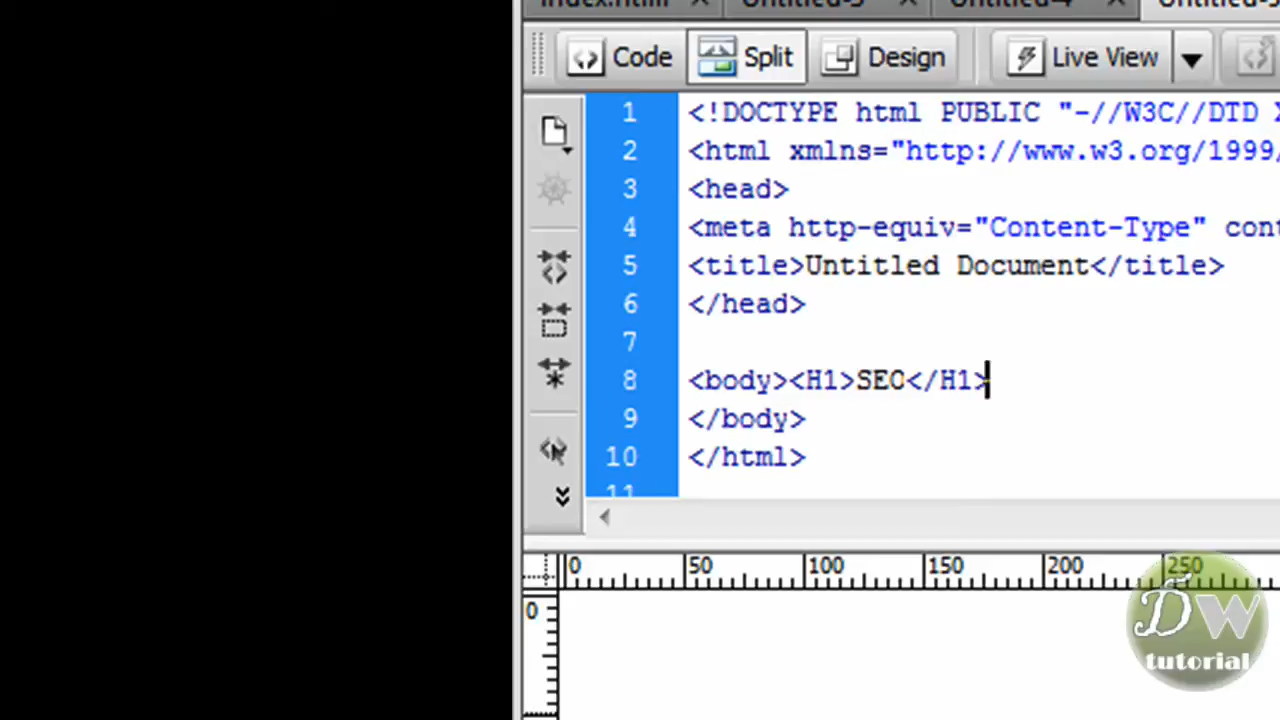 Code Split Design Live View
1 <!DOCTYPE html PUBLIC "-//W3C//DTD
2 <html xmlns="http://www.w3.org/1999/
3 <head>
4 <meta http-equiv="Content-Type" cont
5 <title>Untitled Document</title>
6 </head>
7
8 <body><H1>SEO</H1>
9 </body>
10 </html>
11
0 50 100 150 200 250
0
DW
tutorial